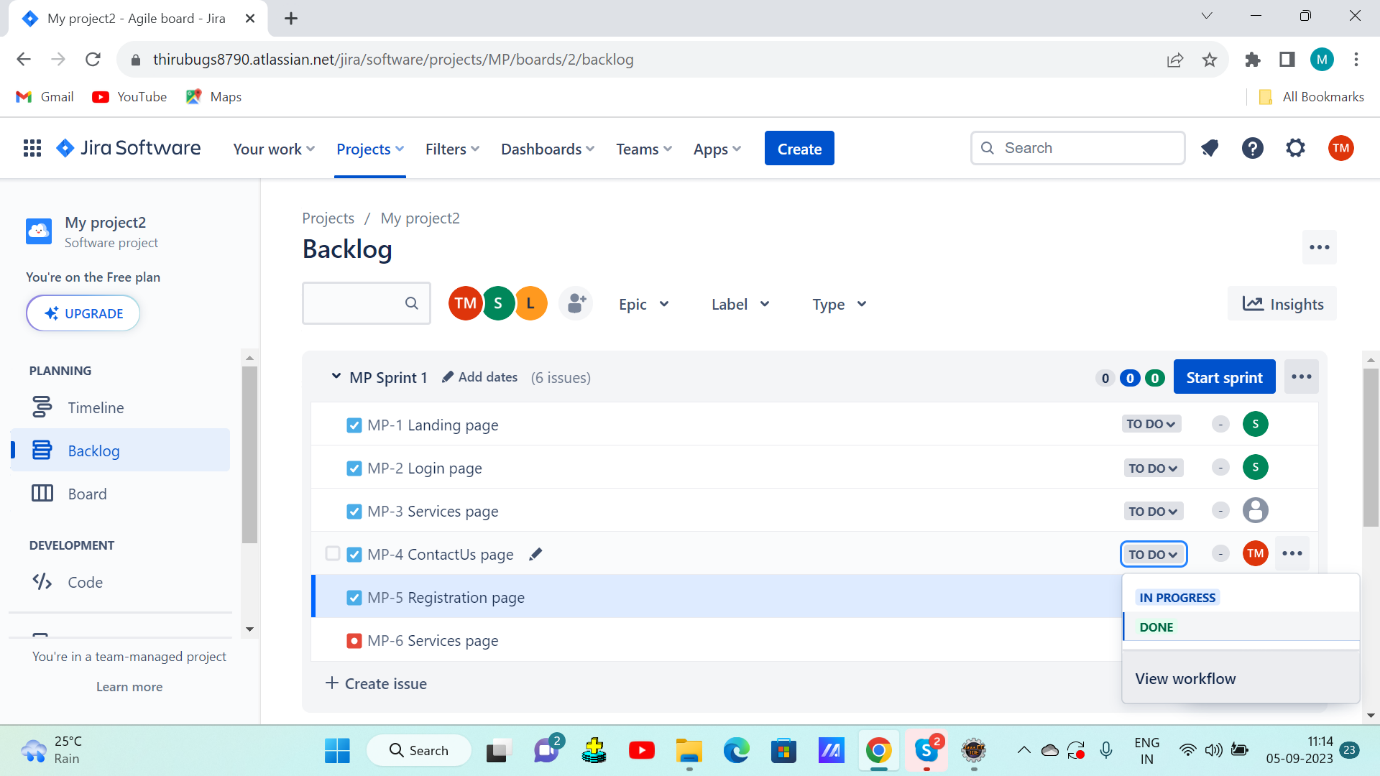 My project2 - Agile board - Jira
thirubugs8790.atlassian.net/jira/software/projects/MP/boards/2/backlog
M
Gmail YouTube Maps All Bookmarks
Jira Software Your work Projects Filters Dashboards Teams Apps Create Search TM
My project2
Software project
You're on the Free plan
UPGRADE
PLANNING
Timeline
Backlog
Board
DEVELOPMENT
Code
You're in a team-managed project
Learn more
Projects / My project2
Backlog
TM S L Epic Label Type Insights
MP Sprint 1 Add dates (6 issues) 0 0 0 Start sprint
MP-1 Landing page TO DO - S
MP-2 Login page TO DO - S
MP-3 Services page TO DO -
MP-4 ContactUs page TO DO - TM
MP-5 Registration page
MP-6 Services page
IN PROGRESS
DONE
View workflow
+ Create issue
25°C
Rain
Search
2
2
ENG
IN
11:14
05-09-2023
23